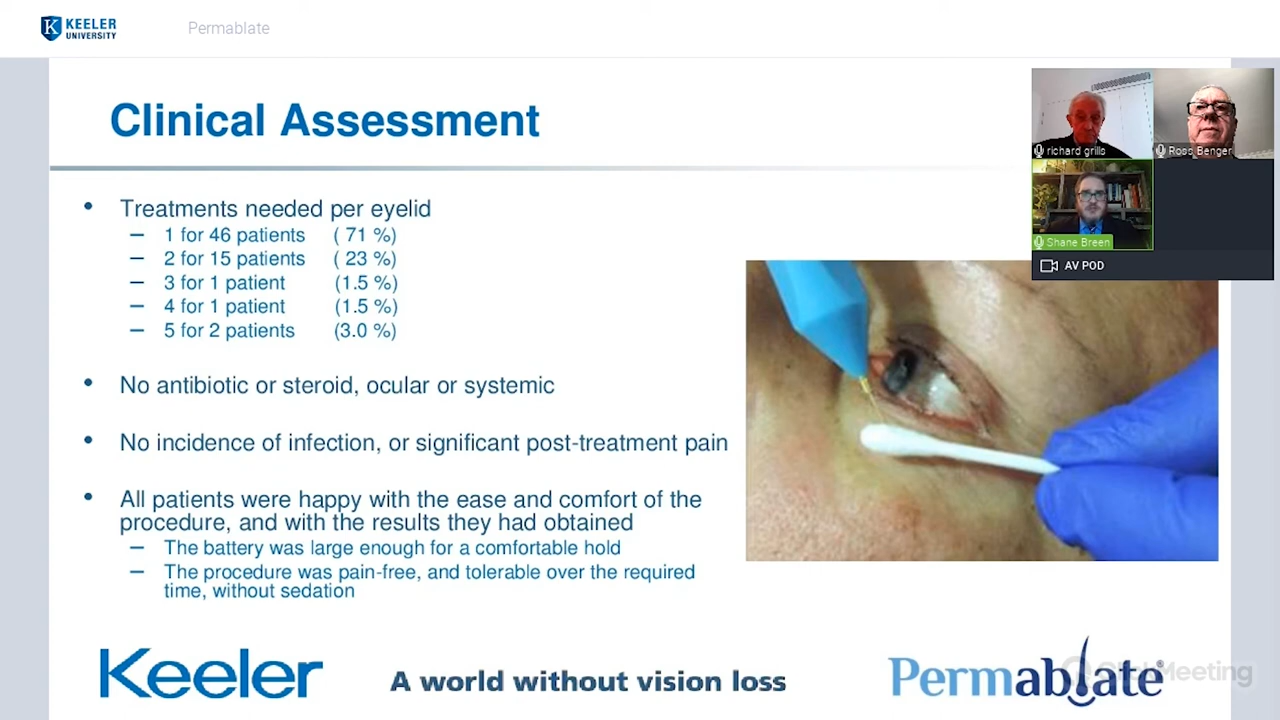 K KEELER
UNIVERSITY
Permablate
Clinical Assessment
richard grills
Ross Benger
Shane Breen
AV POD
• Treatments needed per eyelid
– 1 for 46 patients ( 71 %)
– 2 for 15 patients ( 23 %)
– 3 for 1 patient (1.5 %)
– 4 for 1 patient (1.5 %)
– 5 for 2 patients (3.0 %)
• No antibiotic or steroid, ocular or systemic
• No incidence of infection, or significant post-treatment pain
• All patients were happy with the ease and comfort of the
procedure, and with the results they had obtained
– The battery was large enough for a comfortable hold
– The procedure was pain-free, and tolerable over the required
time, without sedation
Keeler
A world without vision loss
Permablate®
ClickMeeting